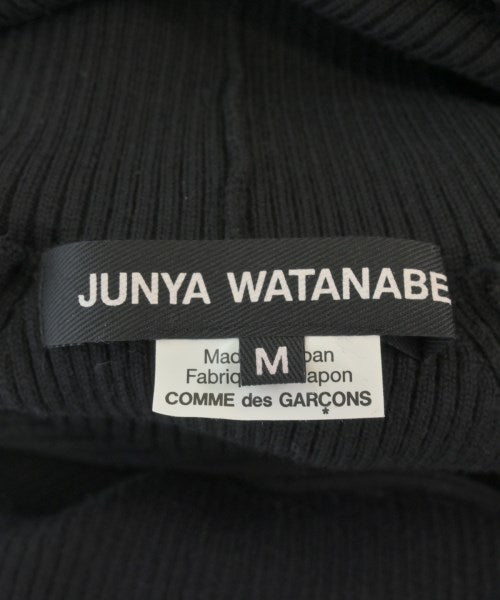 JUNYA WATANABE
M
COMME des GARÇONS
*